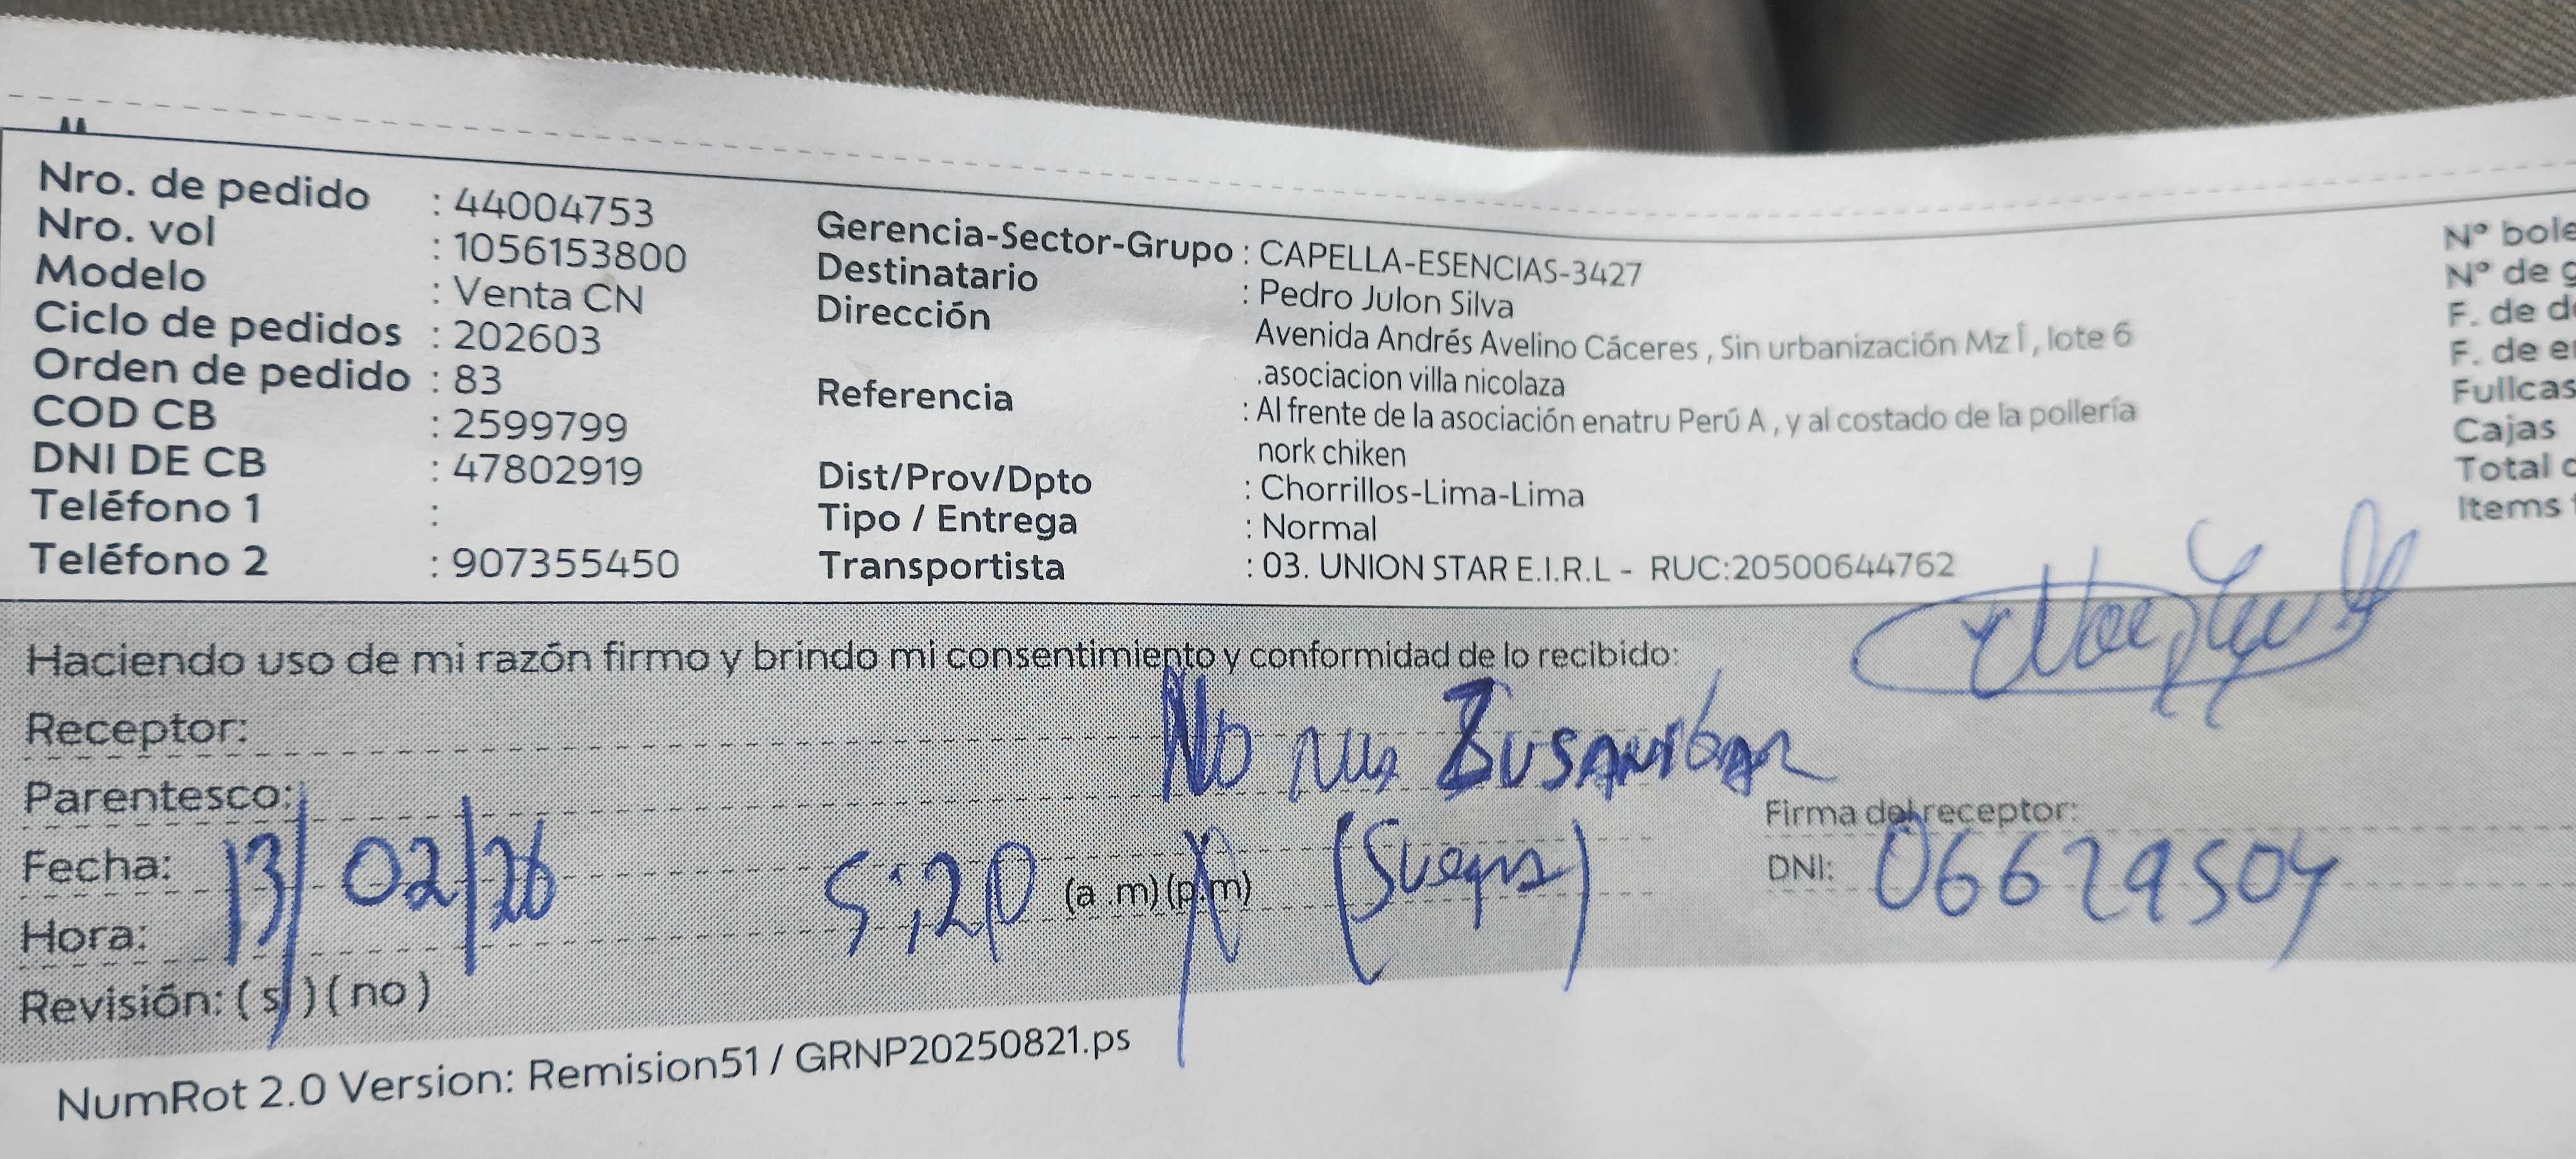 Nro. de pedido : 44004753
Nro. vol : 1056153800
Modelo : Venta CN
Ciclo de pedidos : 202603
Orden de pedido : 83
COD CB : 2599799
DNI DE CB : 47802919
Teléfono 1 :
Teléfono 2 : 907355450
Gerencia-Sector-Grupo : CAPELLA-ESENCIAS-3427
Destinatario : Pedro Julon Silva
Dirección Avenida Andrés Avelino Cáceres , Sin urbanización Mz Í , lote 6
.asociacion villa nicolaza
Referencia : Al frente de la asociación enatru Perú A , y al costado de la pollería
nork chiken
Dist/Prov/Dpto : Chorrillos-Lima-Lima
Tipo / Entrega : Normal
Transportista : 03. UNION STAR E.I.R.L - RUC:20500644762
Nº bole
Nº de g
F. de d
F. de e
Fullcas
Cajas
Total
Items
Haciendo uso de mi razón firmo y brindo mi consentimiento y conformidad de lo recibido:
Receptor:
Parentesco: (Suegra)
Fecha: 13/02/26
Hora: 5:20 (a .m)(p.m)
Revisión: ( si ) ( no )
Firma del receptor:
DNI: 06629504
NumRot 2.0 Version: Remision51 / GRNP20250821.ps